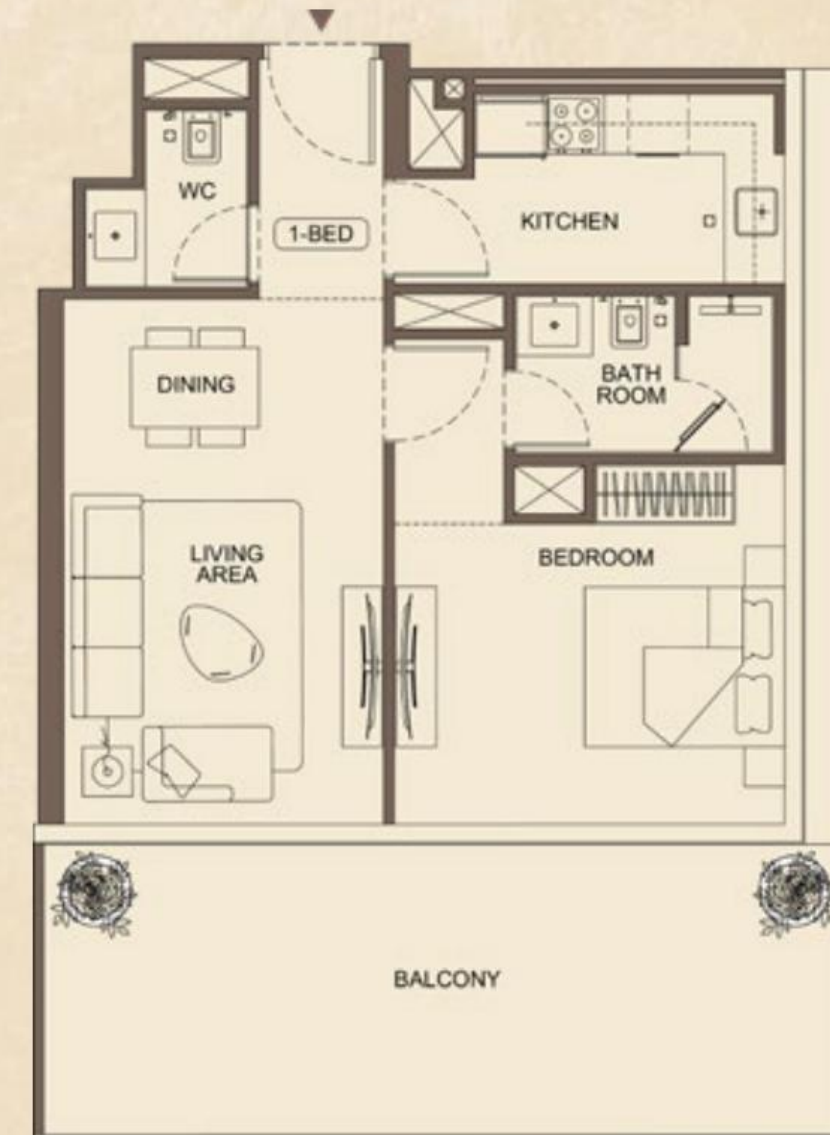 WC
1-BED
KITCHEN
DINING
BATH
ROOM
LIVING
AREA
BEDROOM
BALCONY